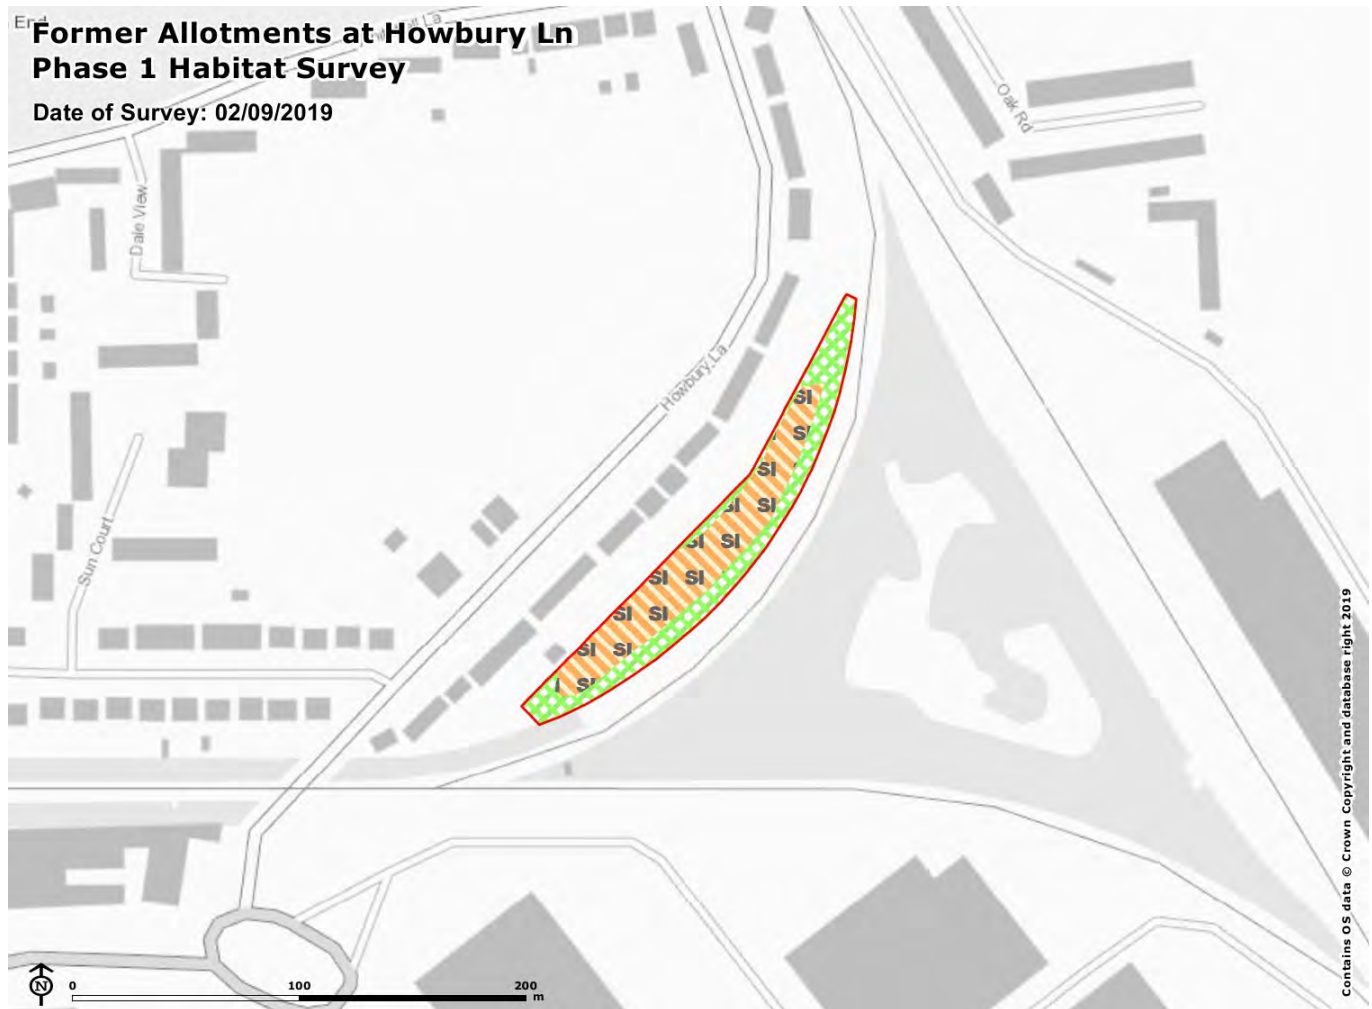 Former Allotments at Howbury Ln
Phase 1 Habitat Survey
Date of Survey: 02/09/2019
End
Oak Rd
Dale View
Howbury La
Sun Court
SI
SI
SI
SI SI
SI SI
SI SI
SI SI
SI SI
SI
N
0 100 200
m
Contains OS data © Crown Copyright and database right 2019